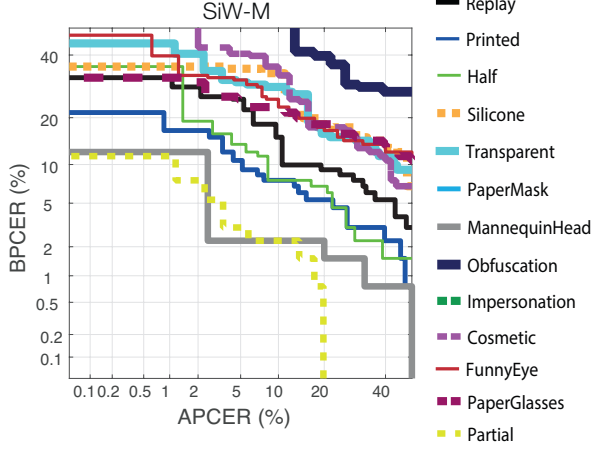 SiW-M
Replay
Printed
Half
Silicone
Transparent
PaperMask
MannequinHead
Obfuscation
Impersonation
Cosmetic
FunnyEye
PaperGlasses
Partial
BPCER (%)
40
20
10
5
2
1
0.5
0.2
0.1
0.1 0.2 0.5 1 2 5 10 20 40
APCER (%)